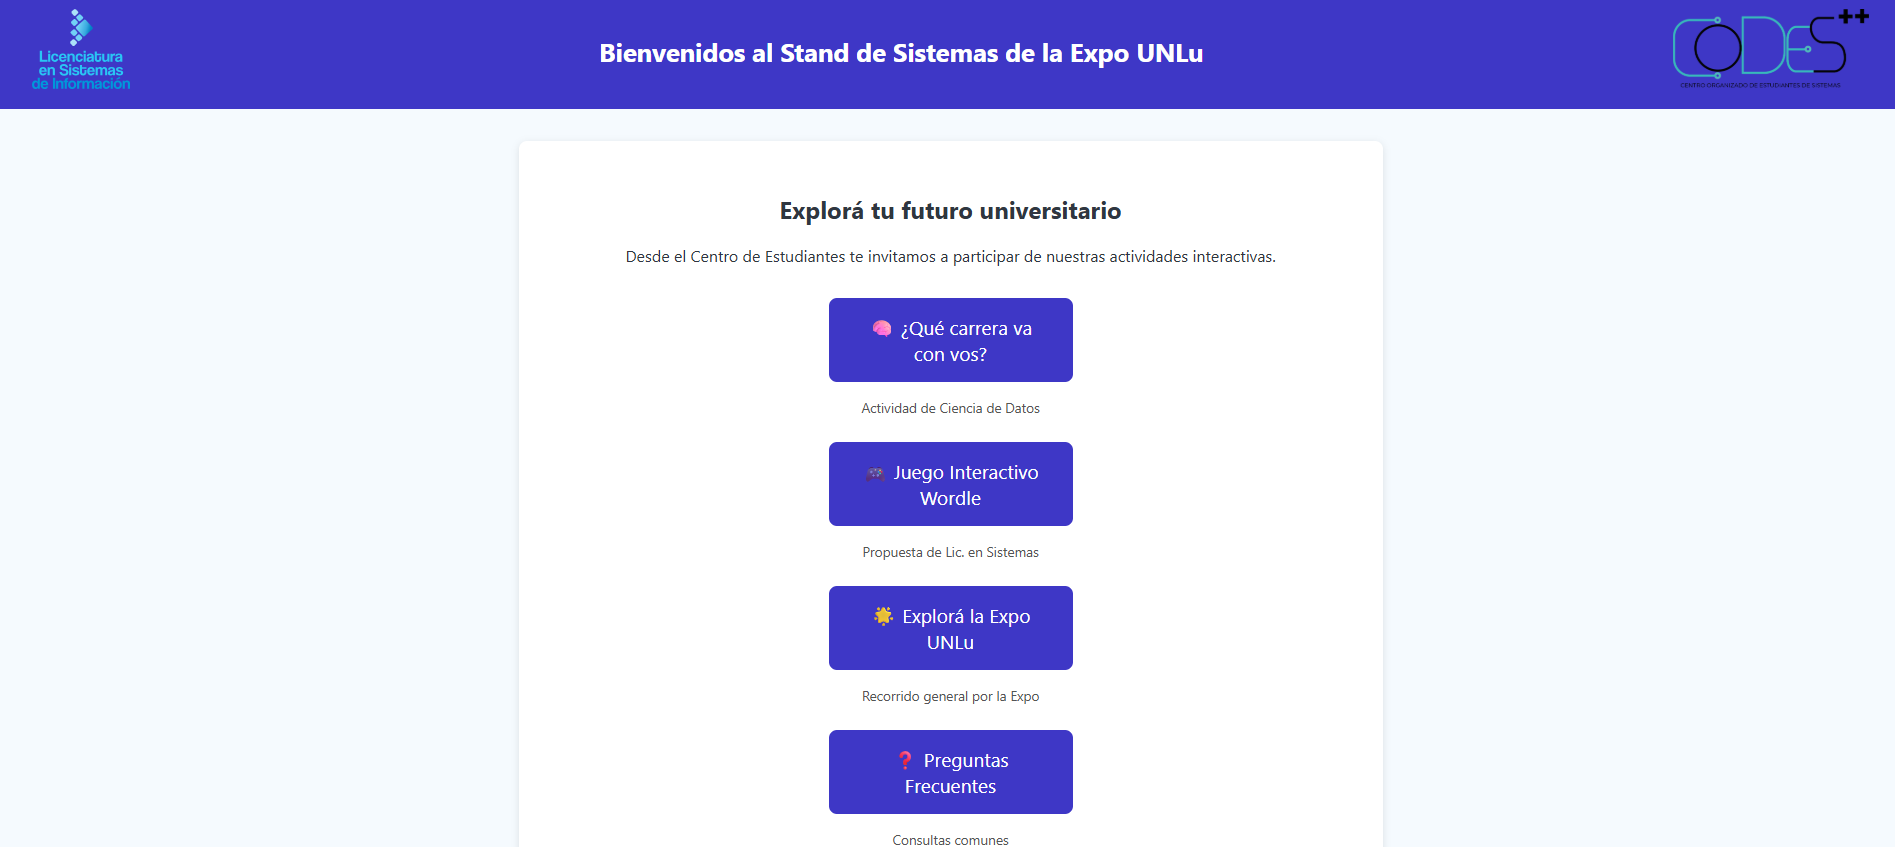 Licenciatura
en Sistemas
de Información
Bienvenidos al Stand de Sistemas de la Expo UNLu
CODES++
CENTRO ORGANIZADO DE ESTUDIANTES DE SISTEMAS
Explorá tu futuro universitario
Desde el Centro de Estudiantes te invitamos a participar de nuestras actividades interactivas.
🧠 ¿Qué carrera va
con vos?
Actividad de Ciencia de Datos
🎮 Juego Interactivo
Wordle
Propuesta de Lic. en Sistemas
🌟 Explorá la Expo
UNLu
Recorrido general por la Expo
❓ Preguntas
Frecuentes
Consultas comunes